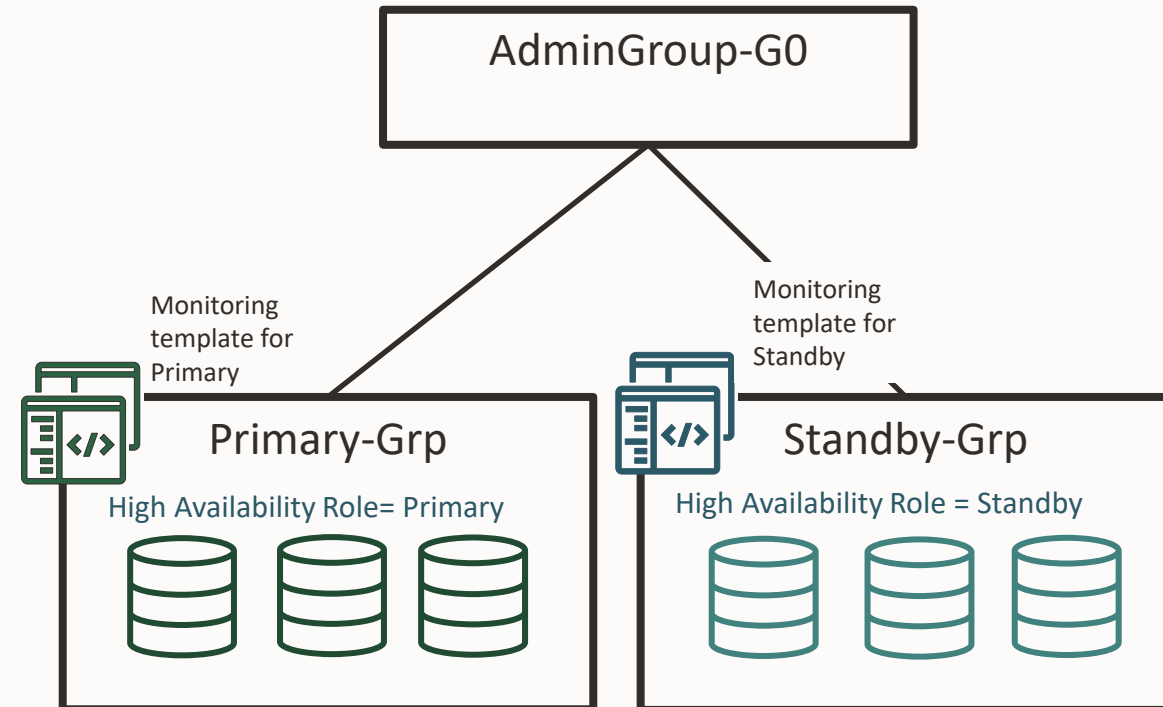 AdminGroup-G0
Monitoring
template for
Primary
Monitoring
template for
Standby
</>
Primary-Grp
High Availability Role= Primary
</>
Standby-Grp
High Availability Role = Standby